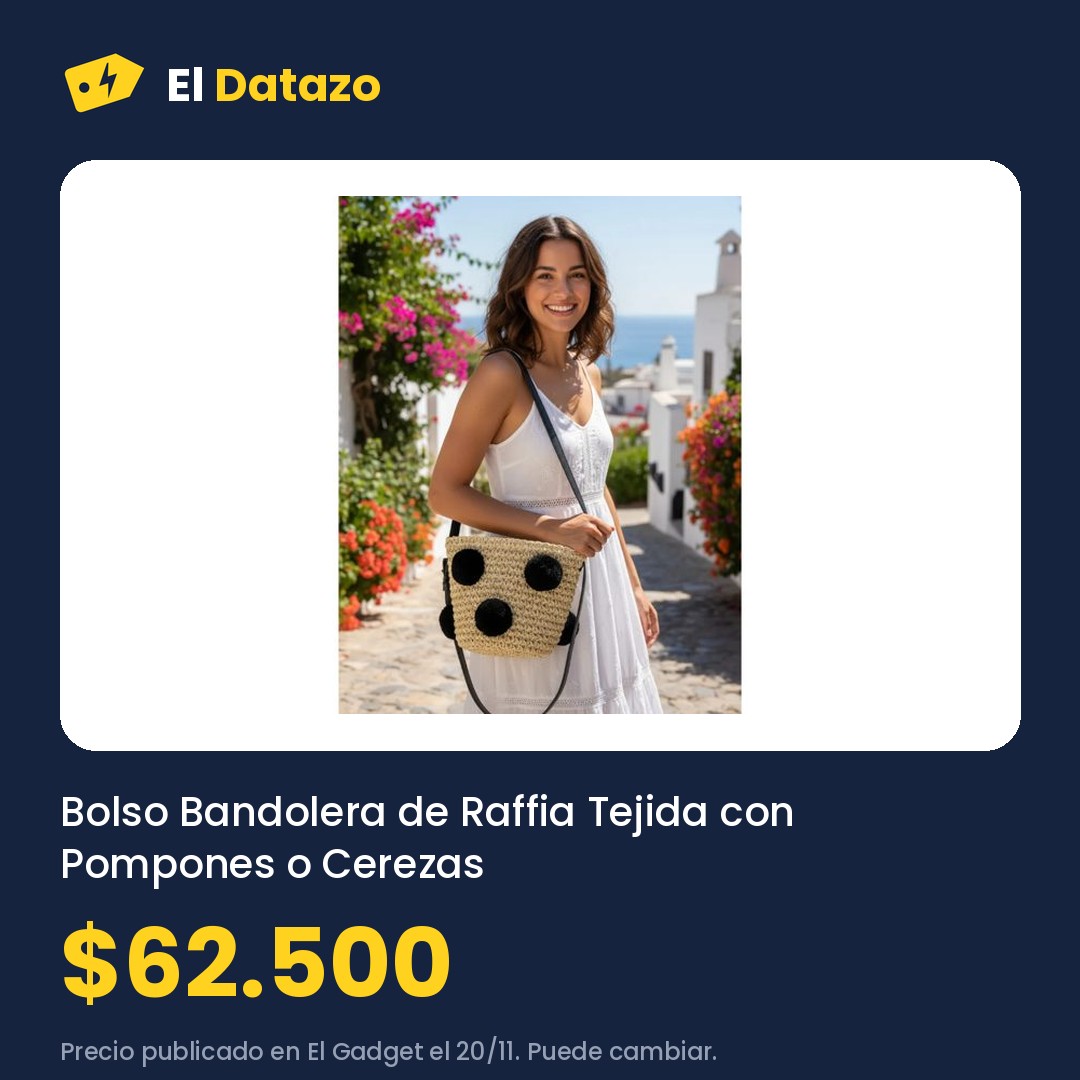 El Datazo
Bolso Bandolera de Raffia Tejida con
Pompones o Cerezas
$62.500
Precio publicado en El Gadget el 20/11. Puede cambiar.